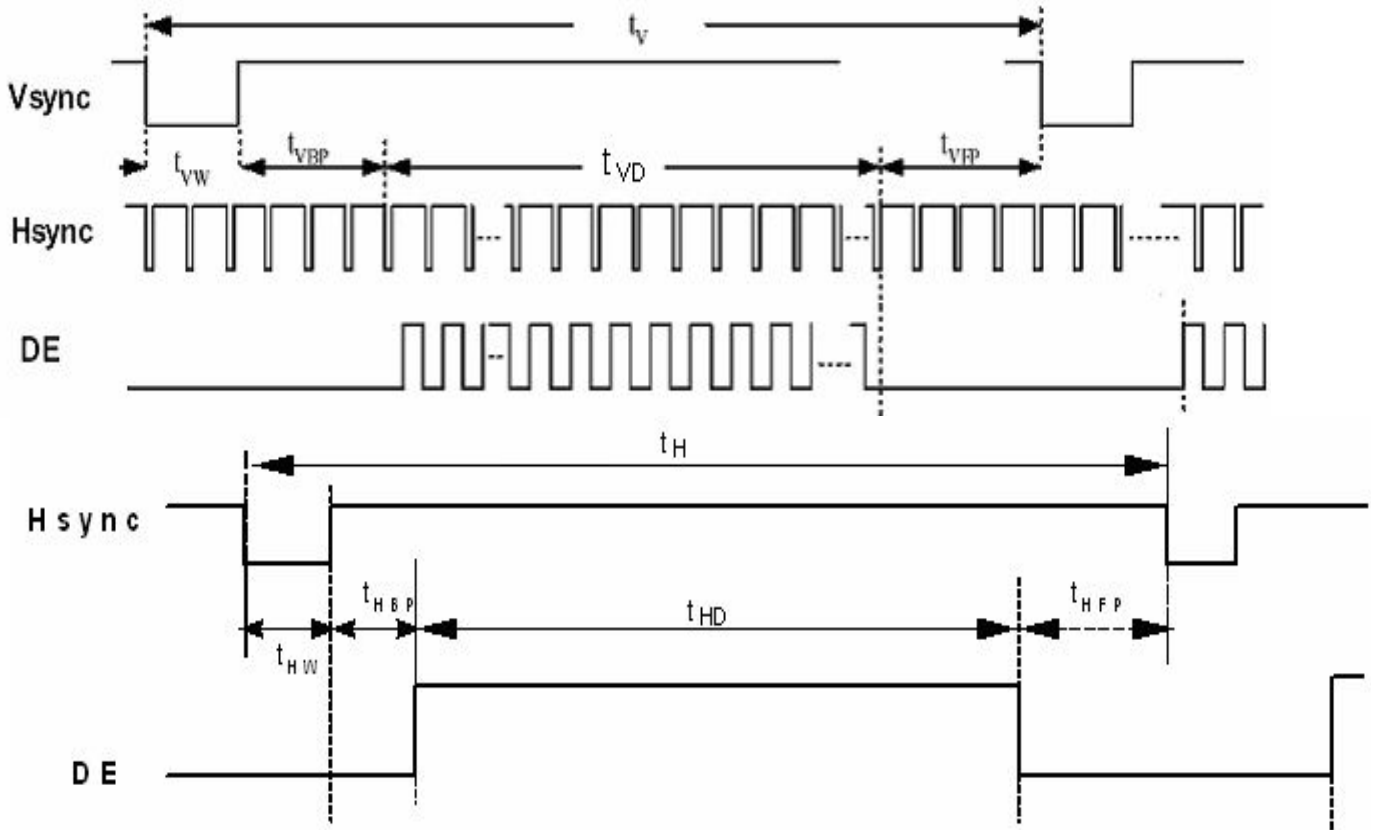 tV
Vsync
tVW
tVBP
tVD
tVFP
Hsync
DE
tH
Hsync
tHBP
tHD
tHFP
tHW
DE